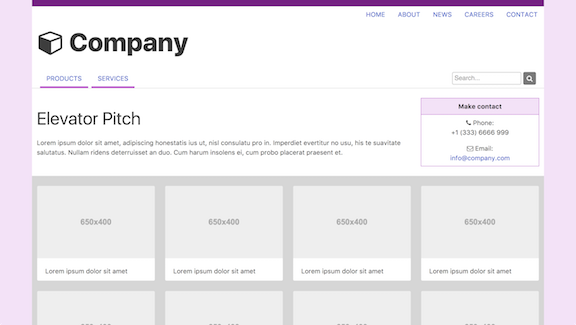 HOME ABOUT NEWS CAREERS CONTACT
Company
PRODUCTS SERVICES
Search...
Elevator Pitch
Lorem ipsum dolor sit amet, adipiscing honestatis ius ut, nisl consulatu pro in. Imperdiet evertitur no usu, his te suavitate
salutatus. Nullam ridens deterruisset an duo. Cum harum insolens ei, cum probo placerat praesent et.
Make contact
Phone:
+1 (333) 6666 999
Email:
info@company.com
650x400 650x400 650x400 650x400
Lorem ipsum dolor sit amet Lorem ipsum dolor sit amet Lorem ipsum dolor sit amet Lorem ipsum dolor sit amet